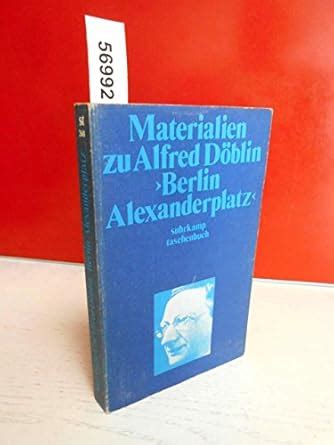 56992
Materialien
zu Alfred Döblin
›Berlin
Alexanderplatz‹
suhrkamp
taschenbuch